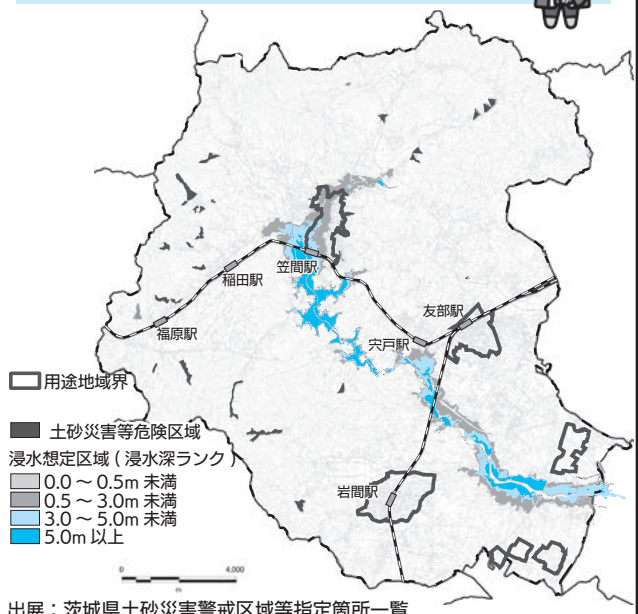 笠間駅
稲田駅
福原駅
友部駅
宍戸駅
岩間駅
用途地域界
土砂災害等危険区域
浸水想定区域 ( 浸水深ランク )
0.0 ～ 0.5m 未満
0.5 ～ 3.0m 未満
3.0 ～ 5.0m 未満
5.0m 以上
0 4,000
m
出展：茨城県土砂災害警戒区域等指定箇所一覧